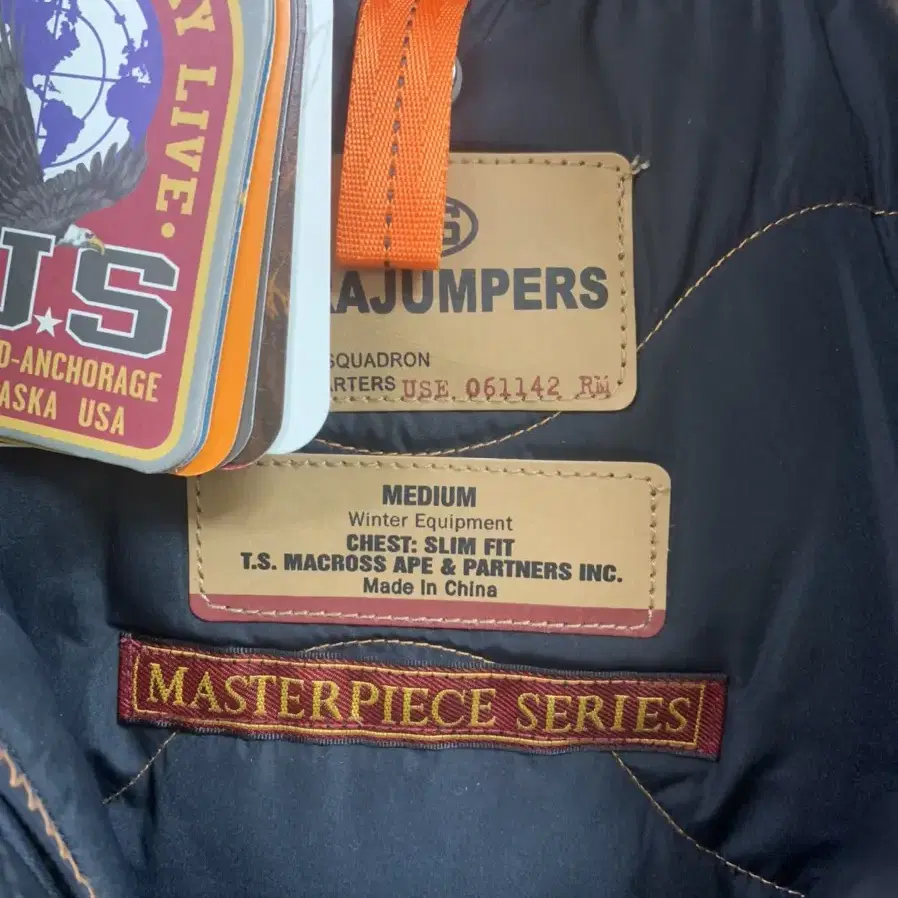 Y LIVE.
U.S
D-ANCHORAGE
ASKA USA
AJUMPERS
SQUADRON
RTERS USE 061142 RM
MEDIUM
Winter Equipment
CHEST: SLIM FIT
T.S. MACROSS APE & PARTNERS INC.
Made In China
MASTERPIECE SERIES